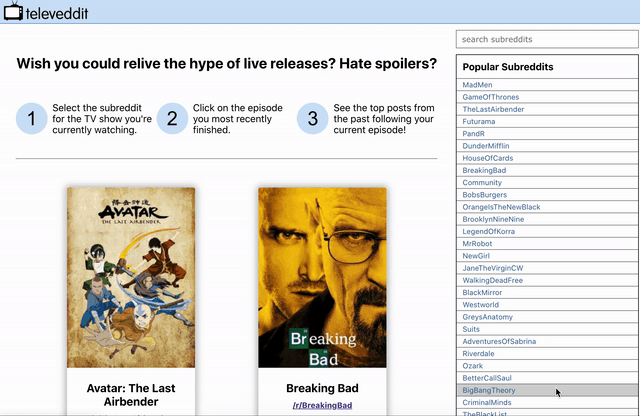 televeddit
Wish you could relive the hype of live releases? Hate spoilers?
1
Select the subreddit
for the TV show you're
currently watching.
2
Click on the episode
you most recently
finished.
3
See the top posts from
the past following your
current episode!
AVATAR
THE LAST AIRBENDER
Avatar: The Last
Airbender
Breaking
Bad
Breaking Bad
/r/BreakingBad
search subreddits
Popular Subreddits
MadMen
GameOfThrones
TheLastAirbender
Futurama
PandR
DunderMifflin
HouseOfCards
BreakingBad
Community
BobsBurgers
OrangeIsTheNewBlack
BrooklynNineNine
LegendOfKorra
MrRobot
NewGirl
JaneTheVirginCW
WalkingDeadFree
BlackMirror
Westworld
GreysAnatomy
Suits
AdventuresOfSabrina
Riverdale
Ozark
BetterCallSaul
BigBangTheory
CriminalMinds
TheBlackList